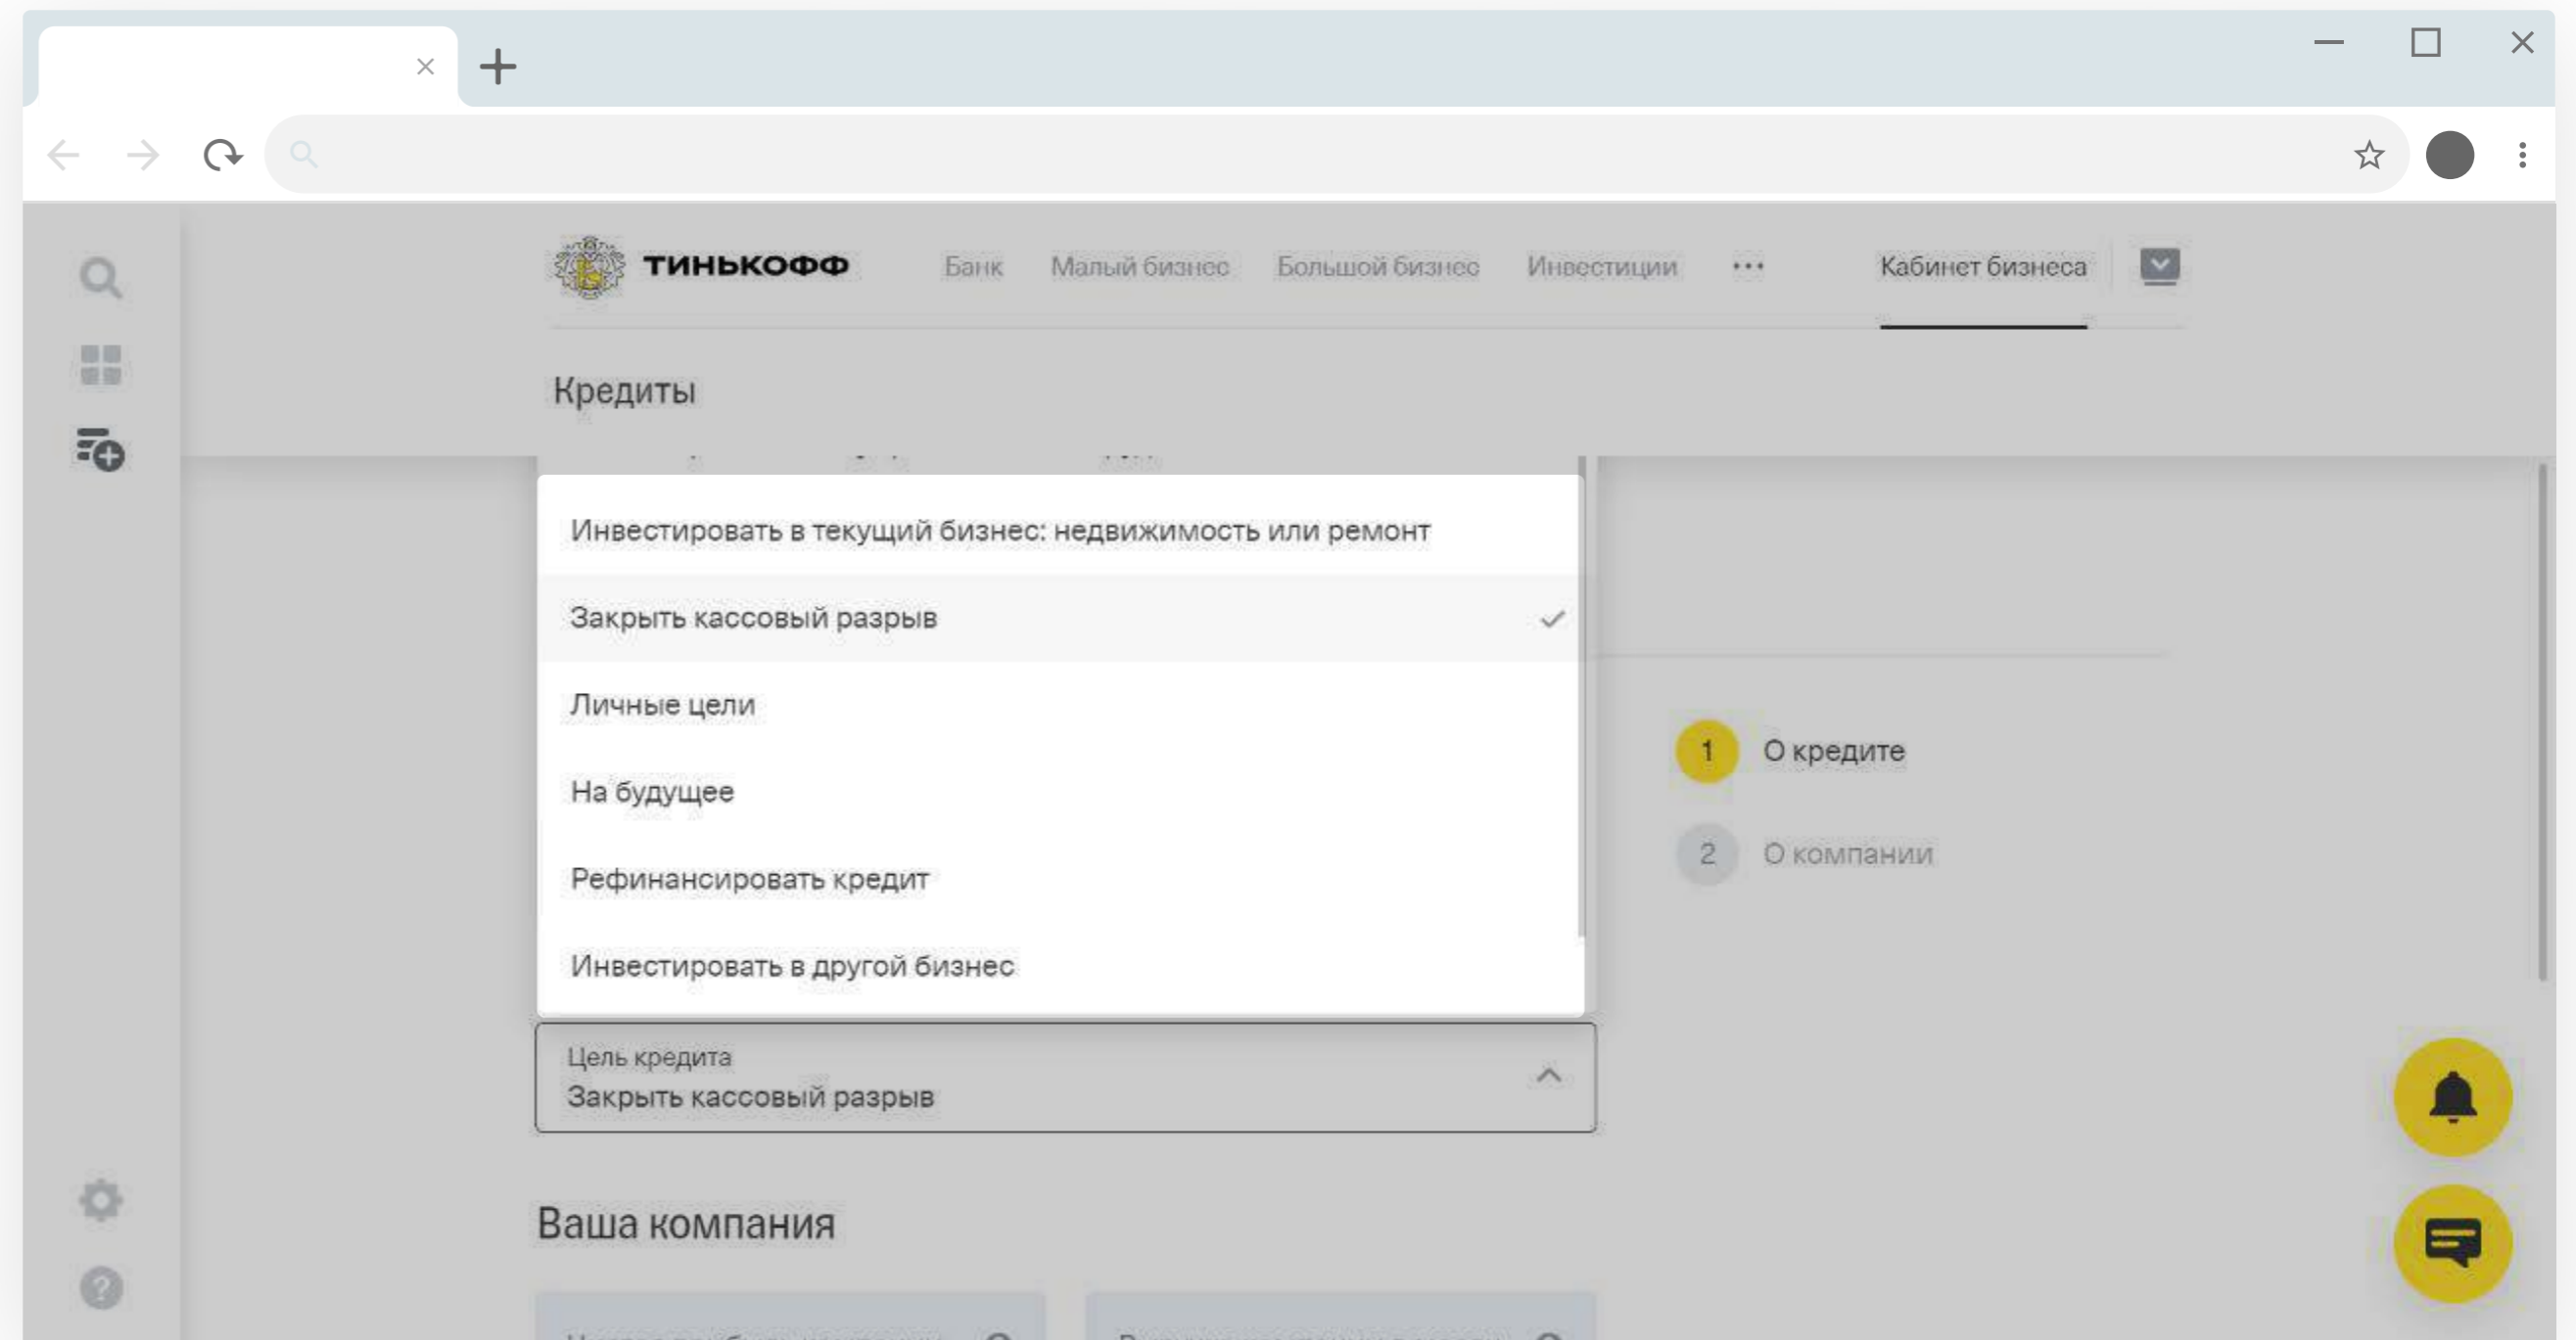 ТИНЬКОФФ Банк Малый бизнес Большой бизнес Инвестиции ... Кабинет бизнеса
Кредиты
Инвестировать в текущий бизнес: недвижимость или ремонт
Закрыть кассовый разрыв
Личные цели
На будущее
Рефинансировать кредит
Инвестировать в другой бизнес
1 О кредите
2 О компании
Цель кредита
Закрыть кассовый разрыв
Ваша компания